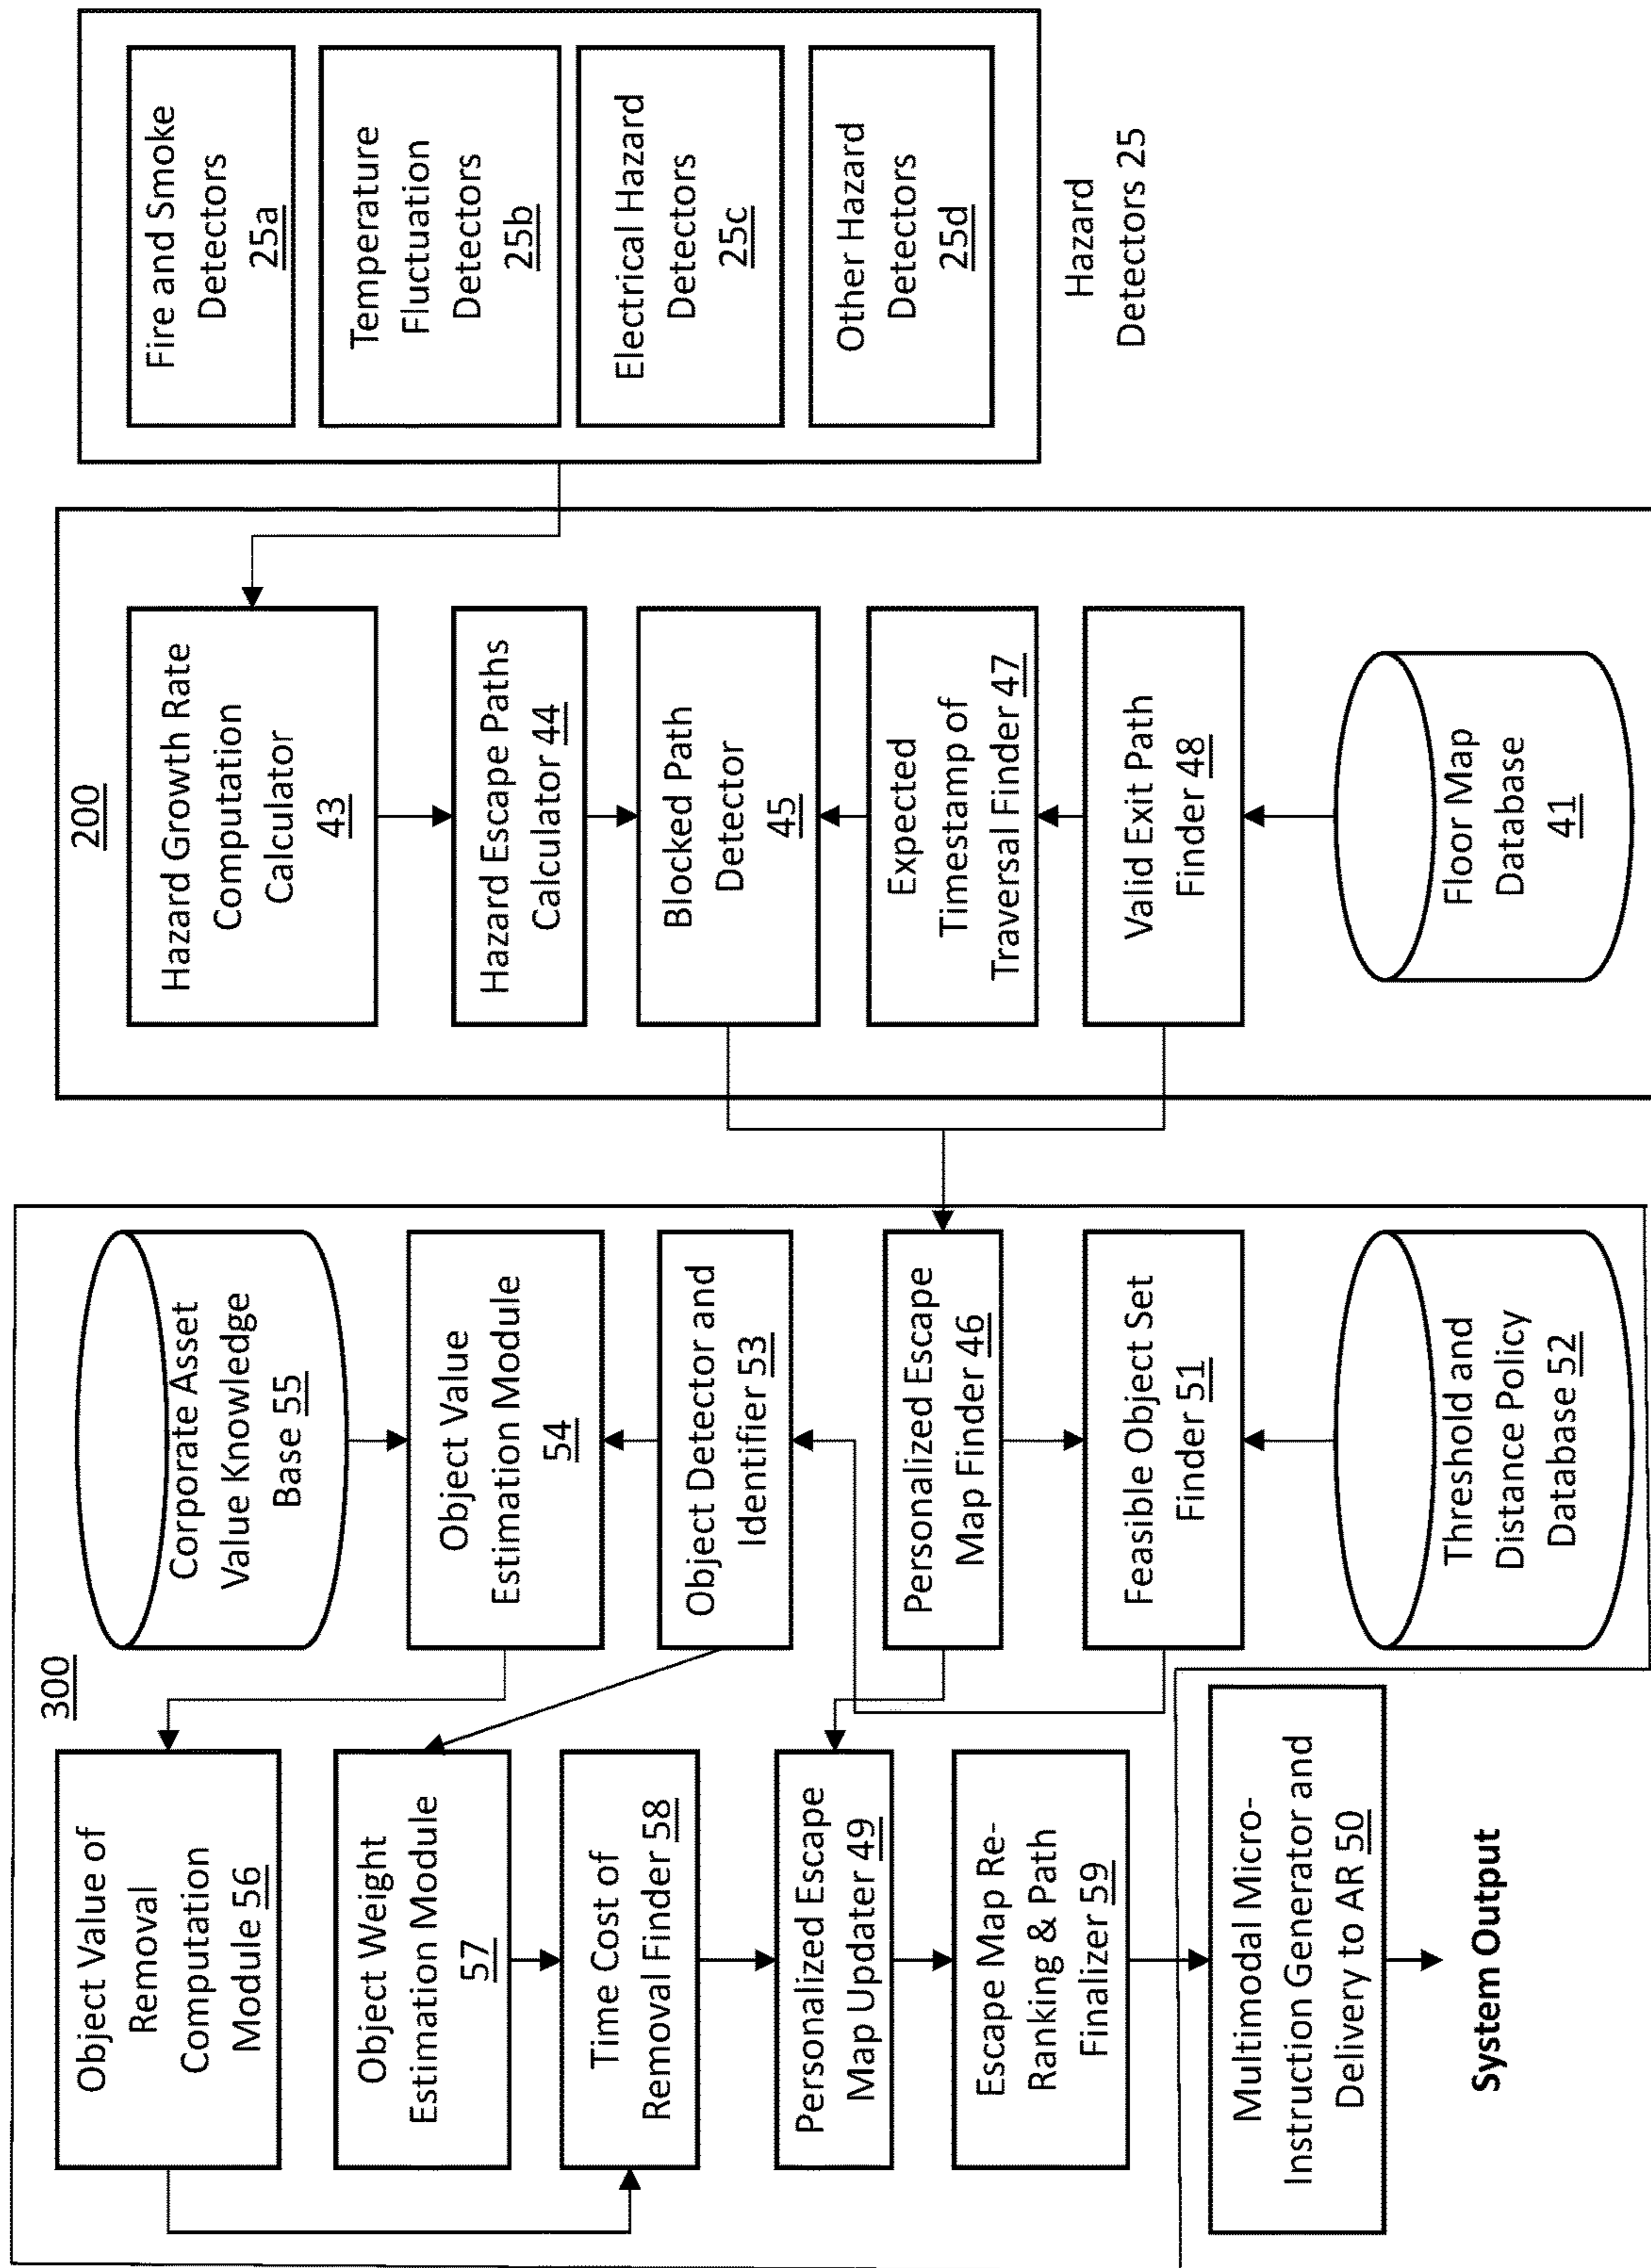 300
Object Value of
Removal
Computation
Module 56
Object Weight
Estimation Module
57
Time Cost of
Removal Finder 58
Personalized Escape
Map Updater 49
Escape Map Re-
Ranking & Path
Finalizer 59
Multimodal Micro-
Instruction Generator and
Delivery to AR 50
System Output
Corporate Asset
Value Knowledge
Base 55
Object Value
Estimation Module
54
Object Detector and
Identifier 53
Personalized Escape
Map Finder 46
Feasible Object Set
Finder 51
Threshold and
Distance Policy
Database 52
200
Hazard Growth Rate
Computation
Calculator
43
Hazard Escape Paths
Calculator 44
Blocked Path
Detector
45
Expected
Timestamp of
Traversal Finder 47
Valid Exit Path
Finder 48
Floor Map
Database
41
Fire and Smoke
Detectors
25a
Temperature
Fluctuation
Detectors
25b
Electrical Hazard
Detectors
25c
Other Hazard
Detectors
25d
Hazard
Detectors 25